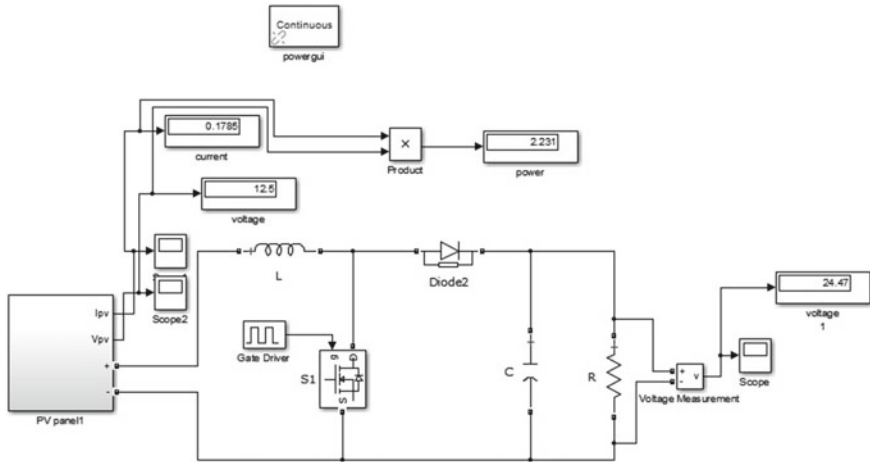 Continuous
powergui
0.1785
current
×
Product
2.231
power
12.5
voltage
L
Diode2
Scope2
Ipv
Vpv
+
-
PV panel1
Gate Driver
S1
g
S
C
R
+
-
v
Voltage Measurement
24.47
voltage
1
Scope